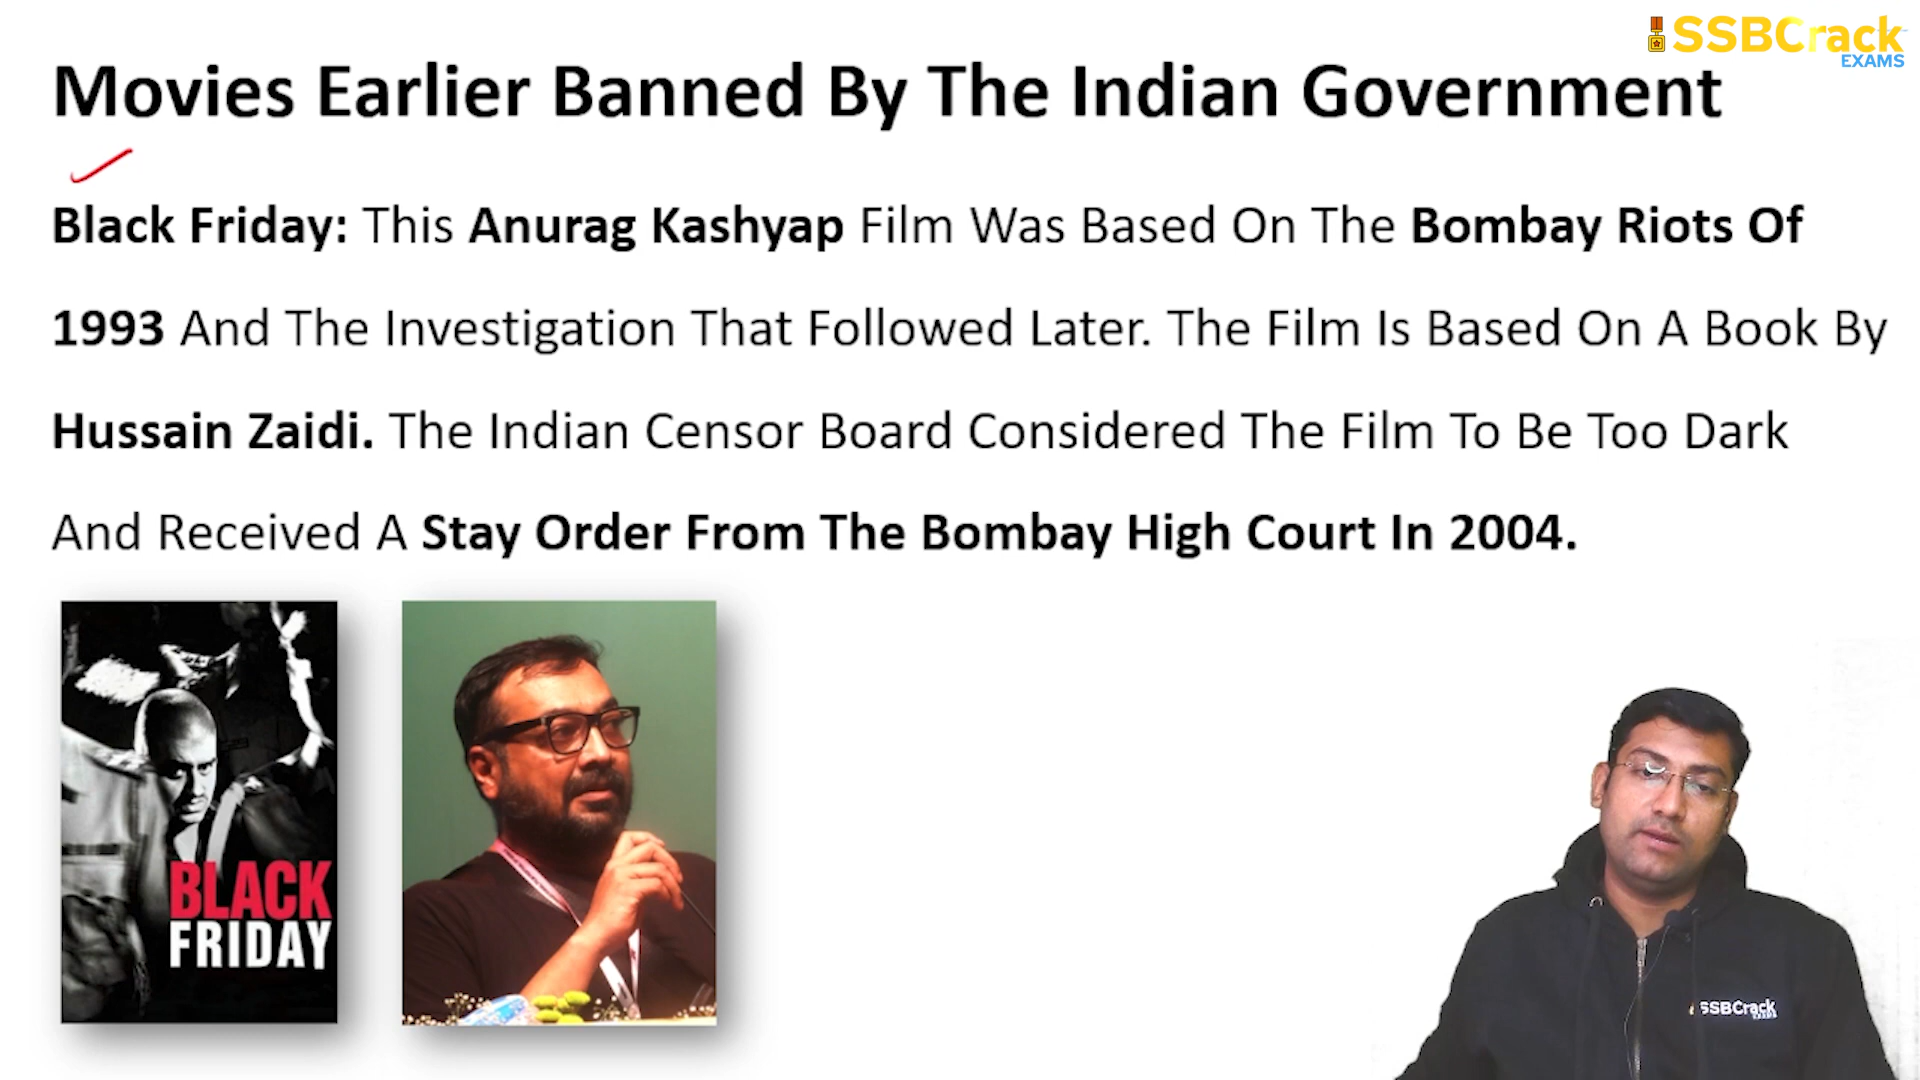 SSBCrack
EXAMS
Movies Earlier Banned By The Indian Government
Black Friday: This Anurag Kashyap Film Was Based On The Bombay Riots Of
1993 And The Investigation That Followed Later. The Film Is Based On A Book By
Hussain Zaidi. The Indian Censor Board Considered The Film To Be Too Dark
And Received A Stay Order From The Bombay High Court In 2004.
BLACK
FRIDAY
SSBCrack
EXAMS